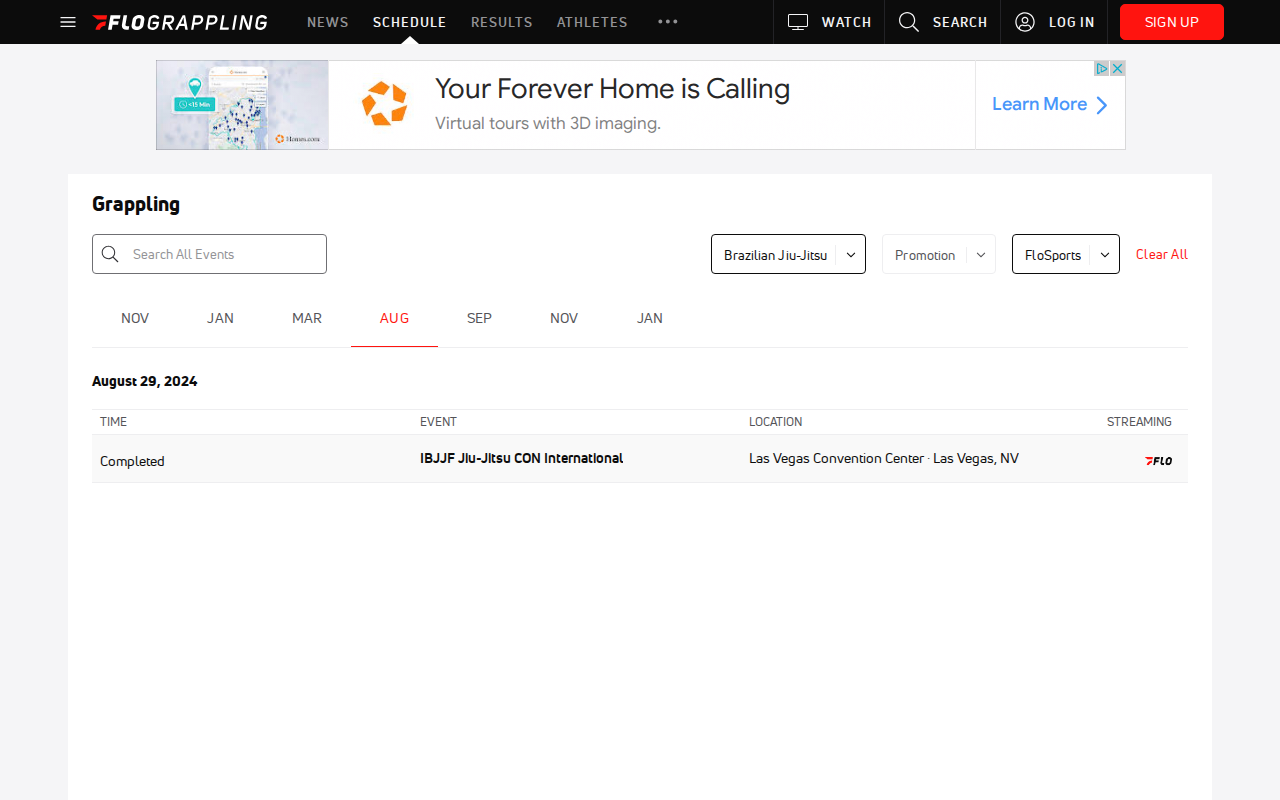 FLOGRAPPLING NEWS SCHEDULE RESULTS ATHLETES WATCH SEARCH LOG IN SIGN UP
<15 Min
Homes.com
Your Forever Home is Calling
Virtual tours with 3D imaging.
Learn More
Grappling
Search All Events Brazilian Jiu-Jitsu Promotion FloSports Clear All
NOV JAN MAR AUG SEP NOV JAN
August 29, 2024
TIME EVENT LOCATION STREAMING
Completed IBJJF Jiu-Jitsu CON International Las Vegas Convention Center · Las Vegas, NV FLO